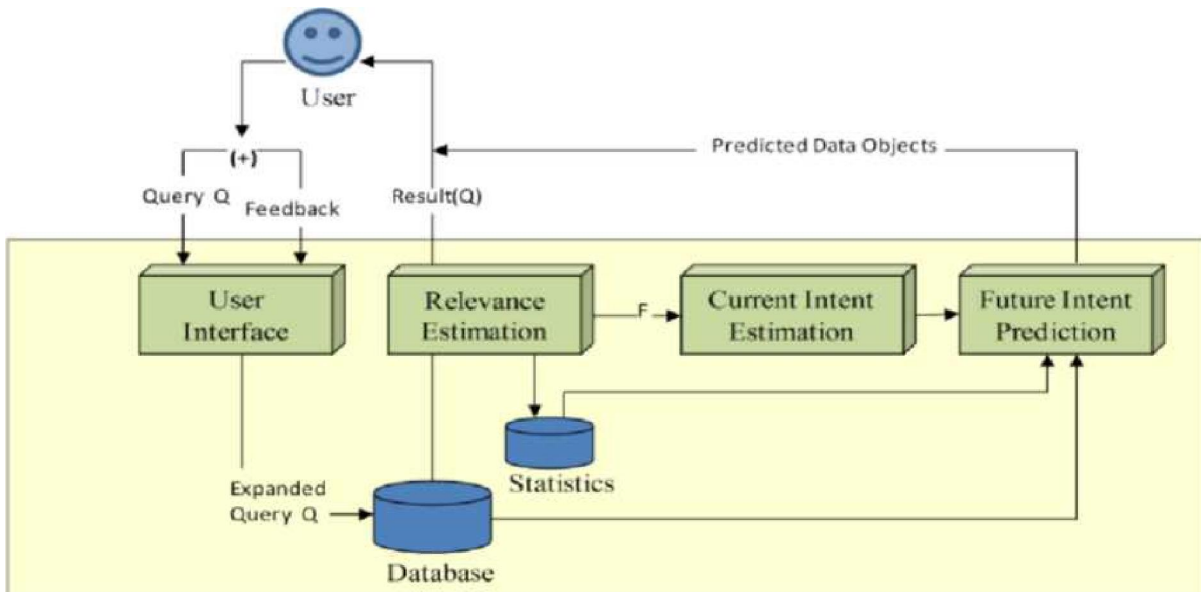 User
(+)
Predicted Data Objects
Query Q
Feedback
Result(Q)
User
Interface
Relevance
Estimation
F
Current Intent
Estimation
Future Intent
Prediction
Statistics
Expanded
Query Q
Database